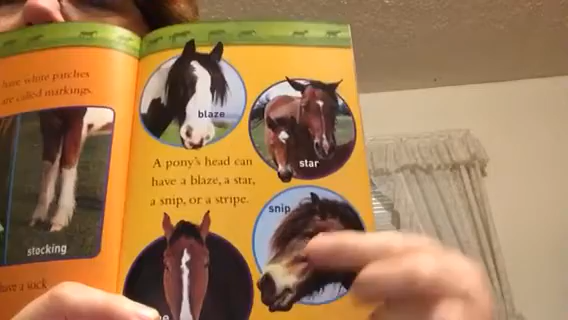 have white patches
are called markings.
stocking
have a sock
blaze
star
A pony's head can
have a blaze, a star,
a snip, or a stripe.
snip